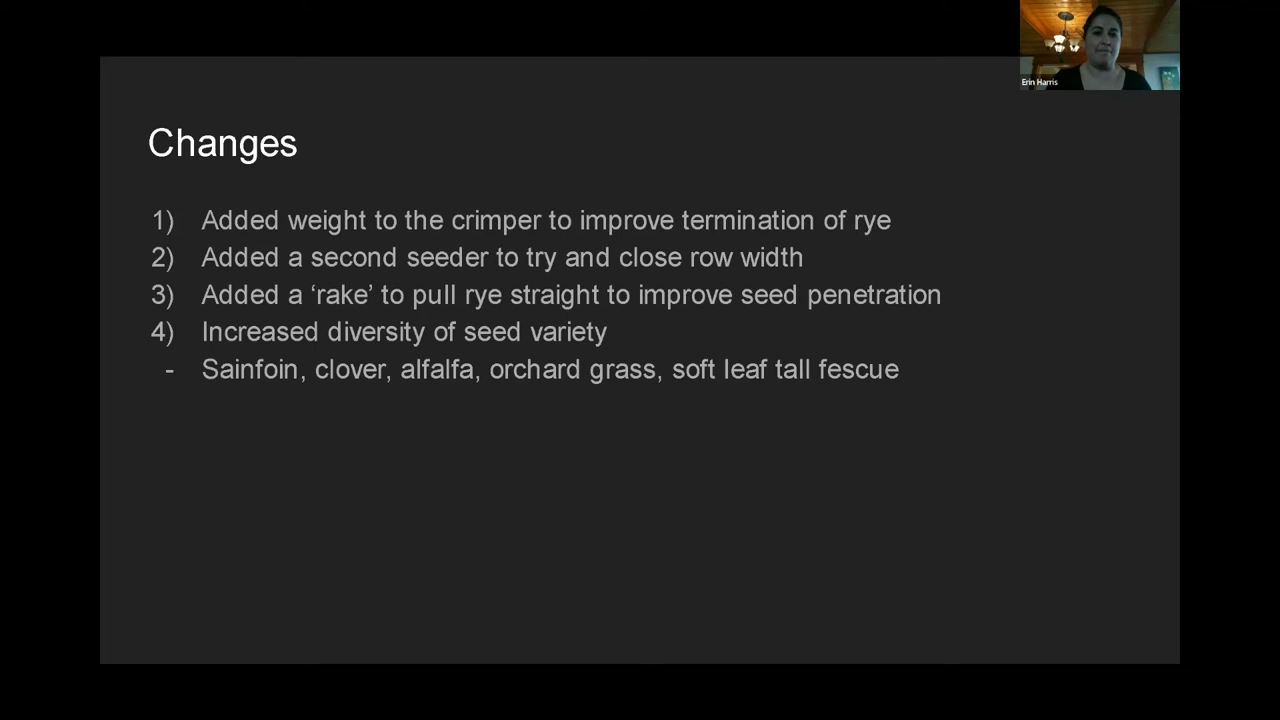 Erin Harris
Changes
1) Added weight to the crimper to improve termination of rye
2) Added a second seeder to try and close row width
3) Added a ‘rake’ to pull rye straight to improve seed penetration
4) Increased diversity of seed variety
- Sainfoin, clover, alfalfa, orchard grass, soft leaf tall fescue